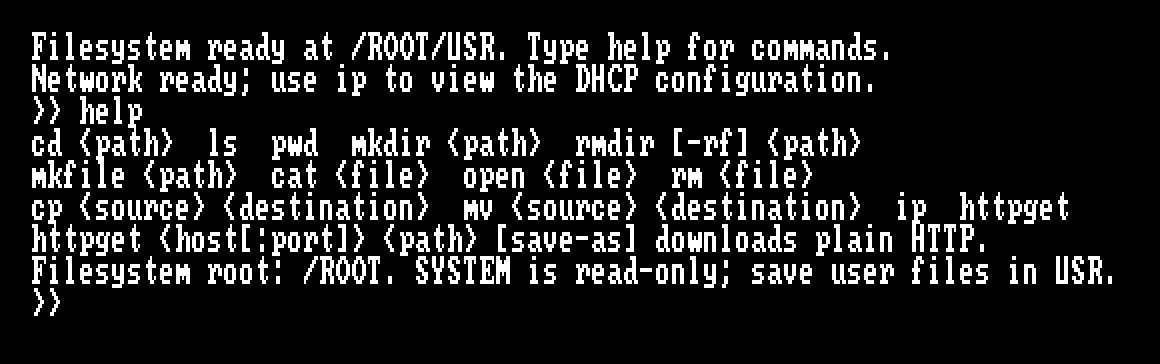 Filesystem ready at /ROOT/USR. Type help for commands.
Network ready; use ip to view the DHCP configuration.
>> help
cd <path>  ls  pwd  mkdir <path>  rmdir [-rf] <path>
mkfile <path>  cat <file>  open <file>  rm <file>
cp <source> <destination>  mv <source> <destination>  ip  httpget
httpget <host[:port]> <path> [save-as] downloads plain HTTP.
Filesystem root: /ROOT. SYSTEM is read-only; save user files in USR.
>>